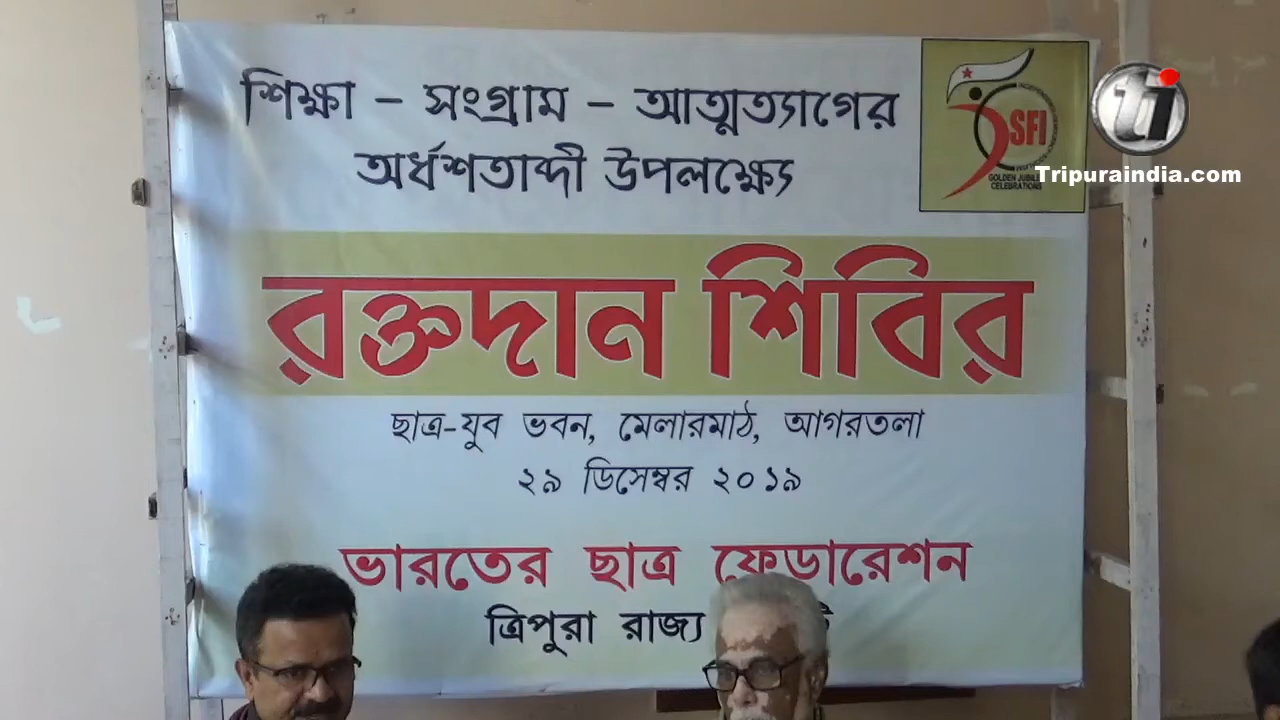 শিক্ষা – সংগ্রাম – আত্মত্যাগের
অর্ধশতাব্দী উপলক্ষ্যে
SFI
GOLDEN JUBILEE
CELEBRATIONS
ti
Tripuraindia.com
রক্তদান শিবির
ছাত্র-যুব ভবন, মেলারমাঠ, আগরতলা
২৯ ডিসেম্বর ২০১৯
ভারতের ছাত্র ফেডারেশন
ত্রিপুরা রাজ্য